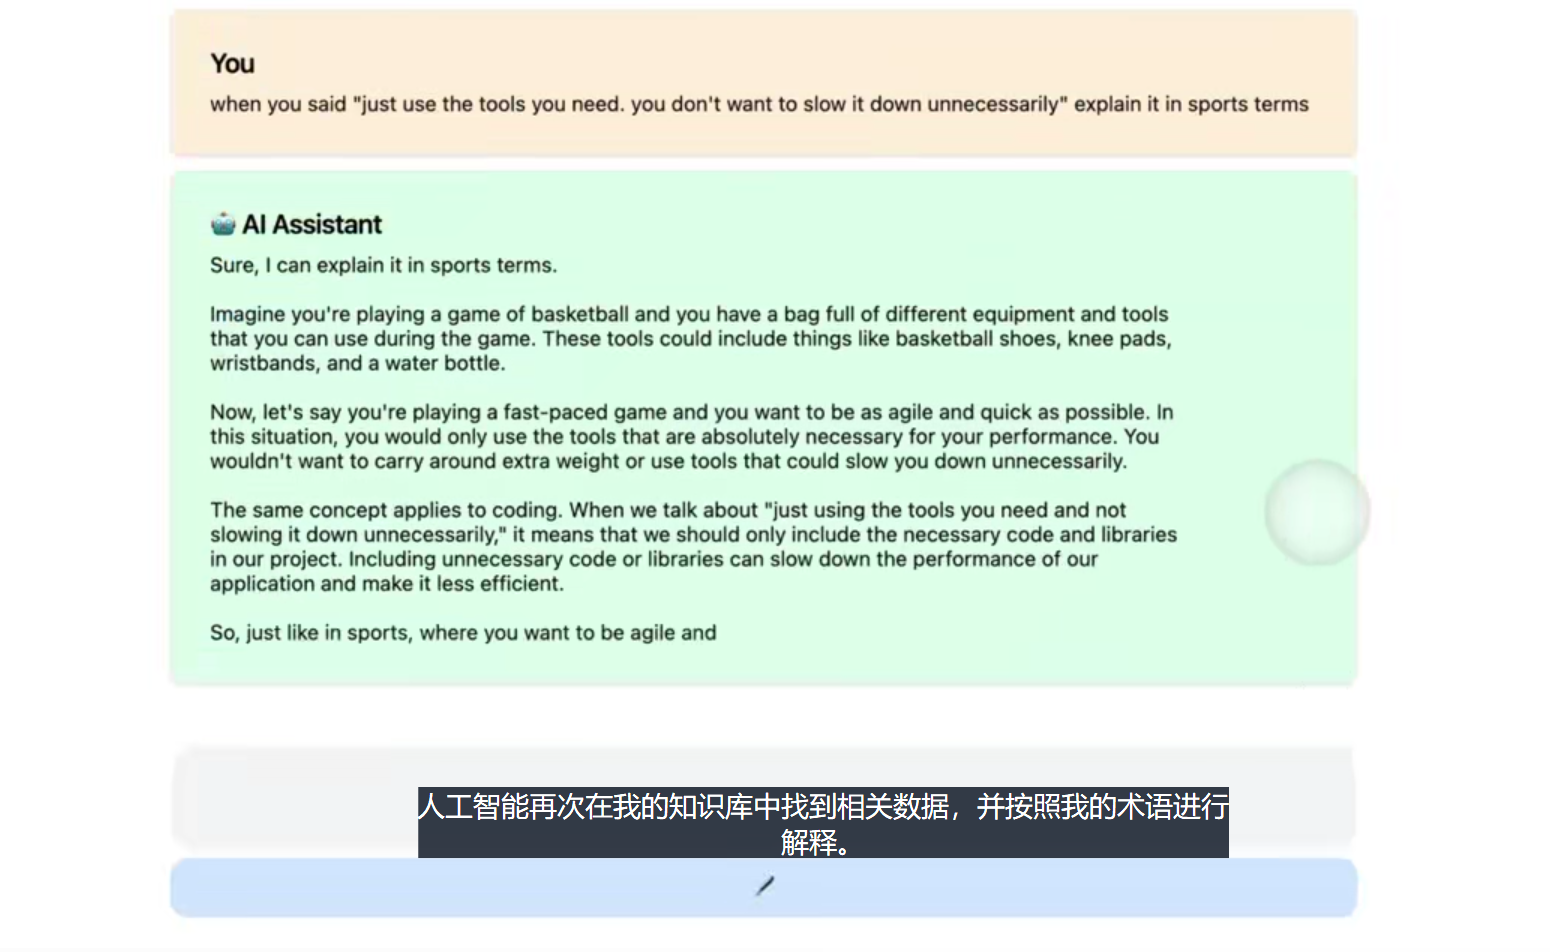 You
when you said "just use the tools you need. you don't want to slow it down unnecessarily" explain it in sports terms
AI Assistant
Sure, I can explain it in sports terms.
Imagine you're playing a game of basketball and you have a bag full of different equipment and tools
that you can use during the game. These tools could include things like basketball shoes, knee pads,
wristbands, and a water bottle.
Now, let's say you're playing a fast-paced game and you want to be as agile and quick as possible. In
this situation, you would only use the tools that are absolutely necessary for your performance. You
wouldn't want to carry around extra weight or use tools that could slow you down unnecessarily.
The same concept applies to coding. When we talk about "just using the tools you need and not
slowing it down unnecessarily," it means that we should only include the necessary code and libraries
in our project. Including unnecessary code or libraries can slow down the performance of our
application and make it less efficient.
So, just like in sports, where you want to be agile and
人工智能再次在我的知识库中找到相关数据，并按照我的术语进行
解释。